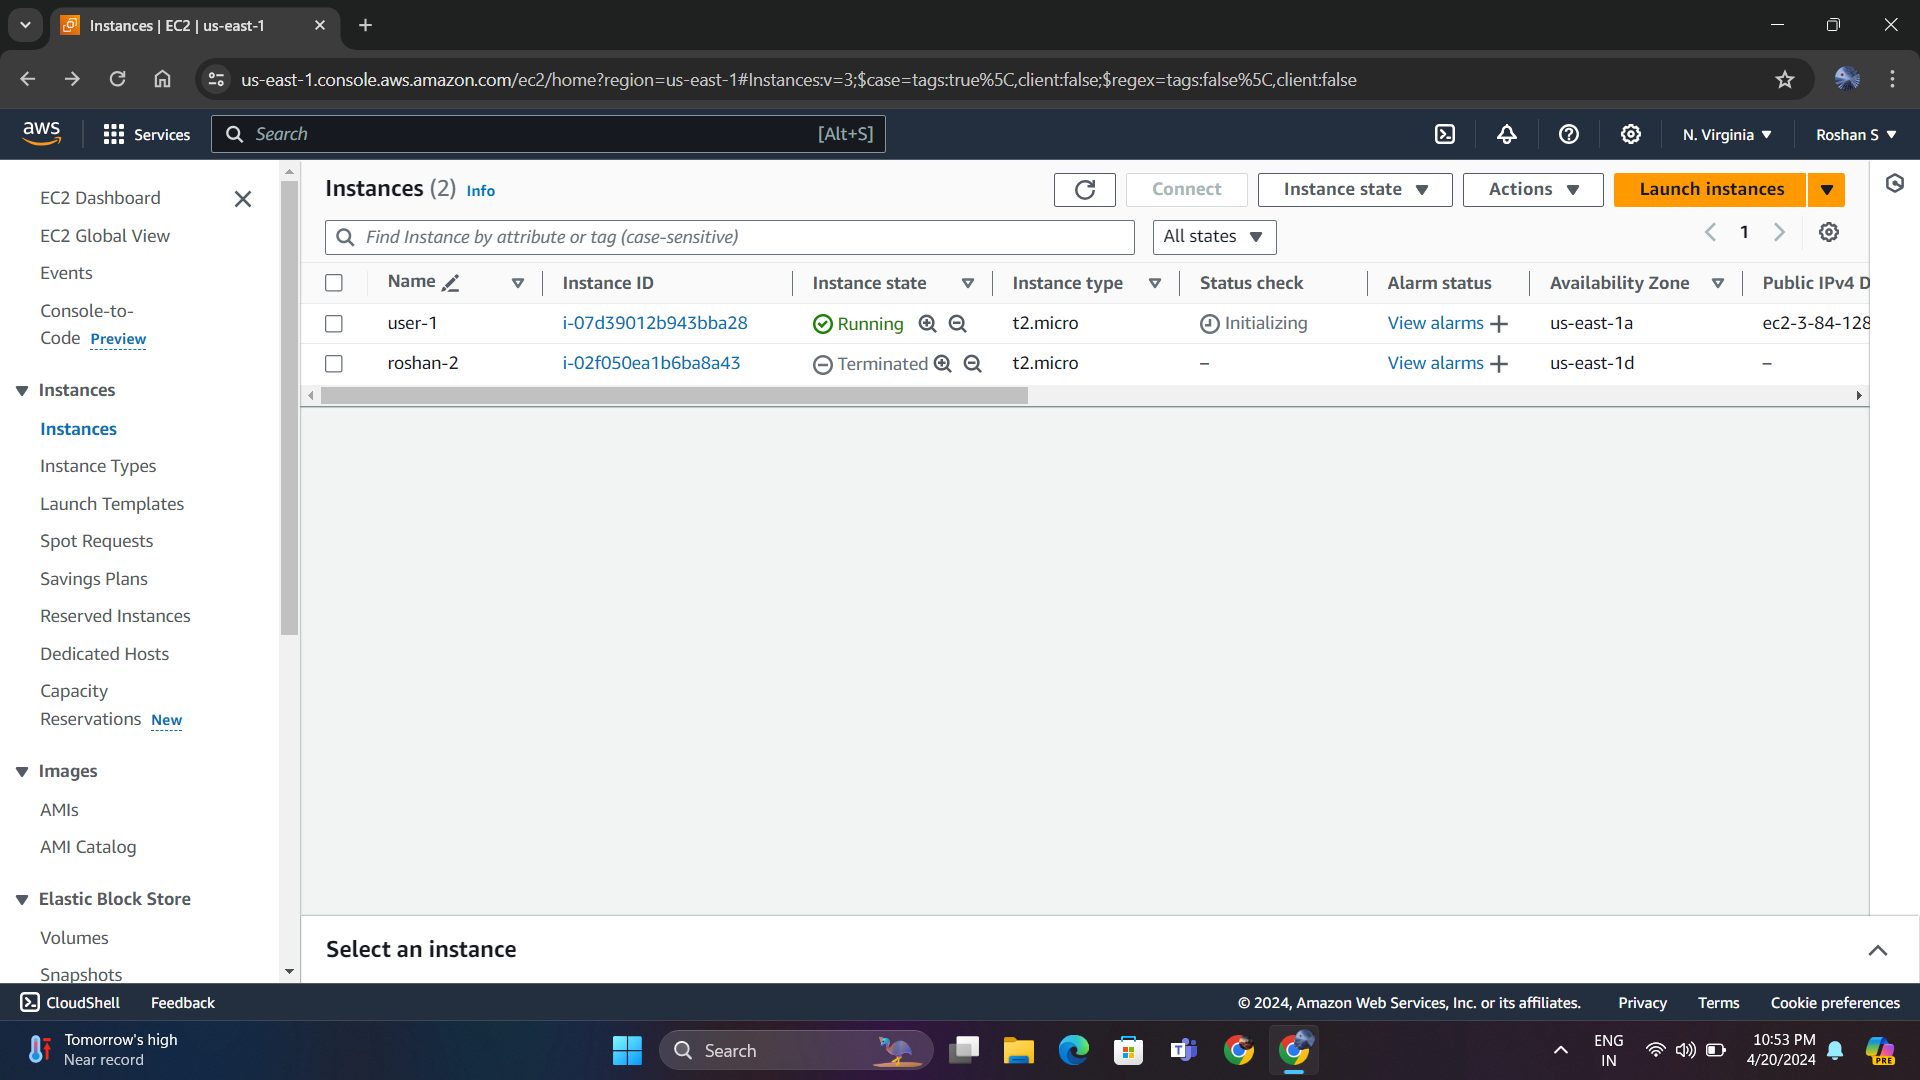 Instances | EC2 | us-east-1
us-east-1.console.aws.amazon.com/ec2/home?region=us-east-1#Instances:v=3;$case=tags:true%5C,client:false;$regex=tags:false%5C,client:false
aws Services Search [Alt+S] N. Virginia Roshan S
EC2 Dashboard
EC2 Global View
Events
Console-to-
Code Preview
Instances
Instances
Instance Types
Launch Templates
Spot Requests
Savings Plans
Reserved Instances
Dedicated Hosts
Capacity
Reservations New
Images
AMIs
AMI Catalog
Elastic Block Store
Volumes
Snapshots
Instances (2) Info Connect Instance state Actions Launch instances
Find Instance by attribute or tag (case-sensitive) All states 1
Name Instance ID Instance state Instance type Status check Alarm status Availability Zone Public IPv4 D
user-1 i-07d39012b943bba28 Running t2.micro Initializing View alarms + us-east-1a ec2-3-84-128
roshan-2 i-02f050ea1b6ba8a43 Terminated t2.micro – View alarms + us-east-1d –
Select an instance
CloudShell Feedback © 2024, Amazon Web Services, Inc. or its affiliates. Privacy Terms Cookie preferences
Tomorrow's high
Near record
Search
ENG
IN
10:53 PM
4/20/2024
PRE